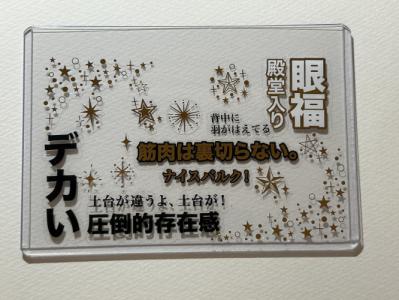 眼福
殿堂入り
背中に
羽がはえてる
筋肉は裏切らない。
ナイスバルク！
デカい
土台が違うよ、土台が！
圧倒的存在感